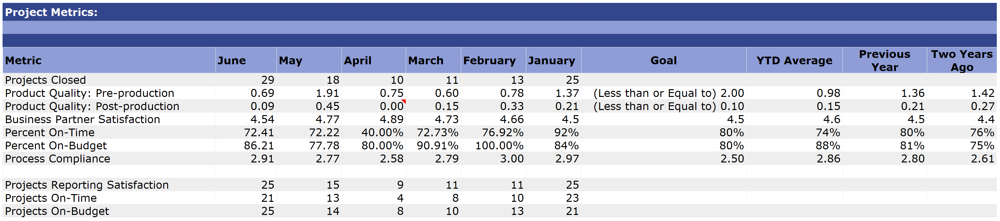 Project Metrics:
Metric June May April March February January Goal YTD Average Previous Year Two Years Ago
Projects Closed 29 18 10 11 13 25
Product Quality: Pre-production 0.69 1.91 0.75 0.60 0.78 1.37 (Less than or Equal to) 2.00 0.98 1.36 1.42
Product Quality: Post-production 0.09 0.45 0.00 0.15 0.33 0.21 (Less than or Equal to) 0.10 0.15 0.21 0.27
Business Partner Satisfaction 4.54 4.77 4.89 4.73 4.66 4.5 4.5 4.6 4.5 4.4
Percent On-Time 72.41 72.22 40.00% 72.73% 76.92% 92% 80% 74% 80% 76%
Percent On-Budget 86.21 77.78 80.00% 90.91% 100.00% 84% 80% 88% 81% 75%
Process Compliance 2.91 2.77 2.58 2.79 3.00 2.97 2.50 2.86 2.80 2.61
Projects Reporting Satisfaction 25 15 9 11 11 25
Projects On-Time 21 13 4 8 10 23
Projects On-Budget 25 14 8 10 13 21